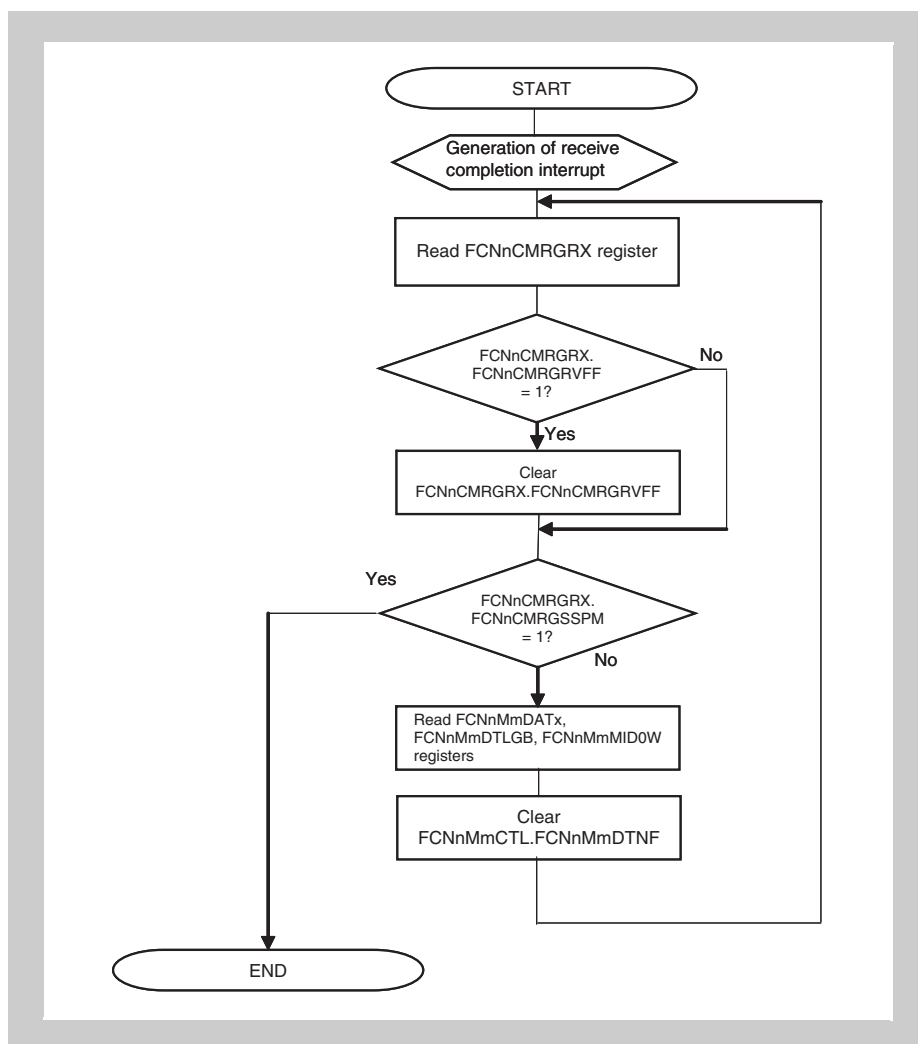 START
Generation of receive
completion interrupt
Read FCNnCMRGRX register
FCNnCMRGRX.
FCNnCMRGRVFF
= 1?
No
Yes
Clear
FCNnCMRGRX.FCNnCMRGRVFF
Yes
FCNnCMRGRX.
FCNnCMRGSSPM
= 1?
No
Read FCNnMmDATx,
FCNnMmDTLGB, FCNnMmMID0W
registers
Clear
FCNnMmCTL.FCNnMmDTNF
END